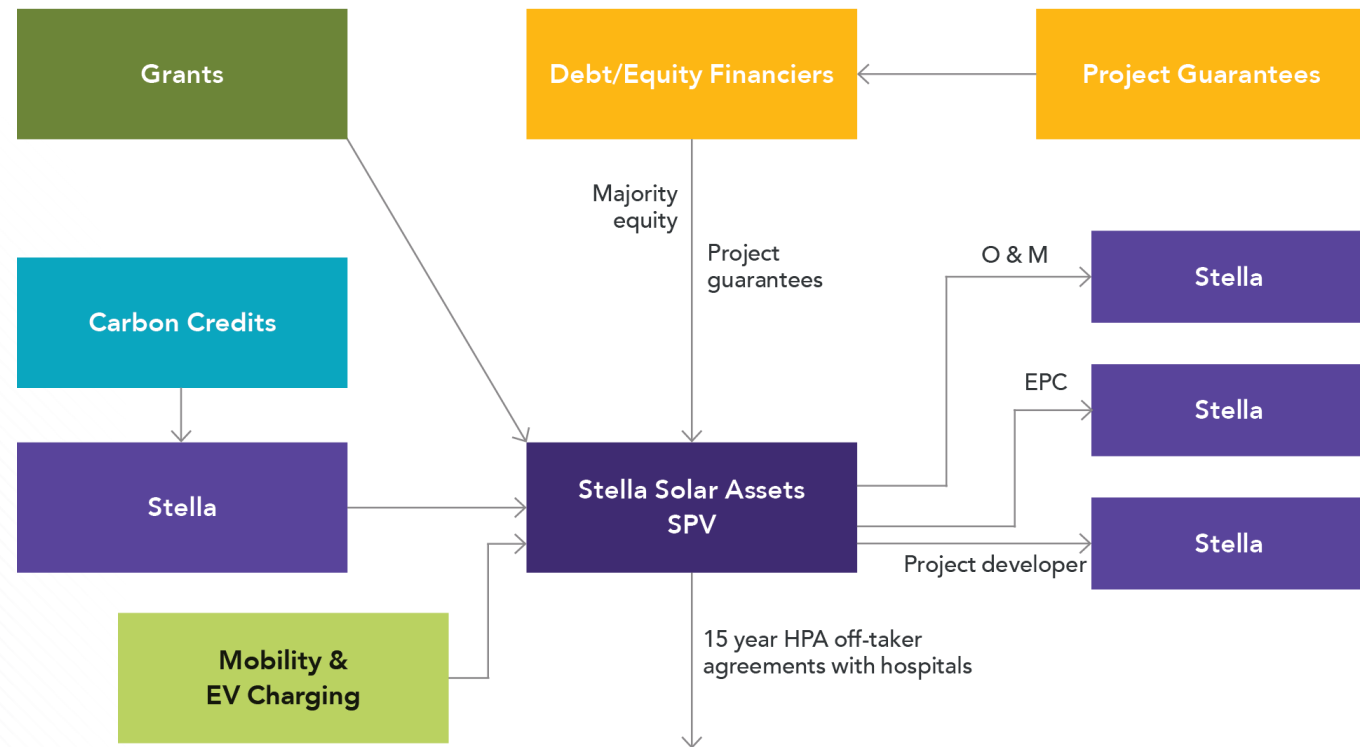 Grants
Debt/Equity Financiers
Project Guarantees
Majority
equity
Project
guarantees
O & M
Stella
Carbon Credits
EPC
Stella
Stella
Stella Solar Assets
SPV
Stella
Project developer
Mobility &
EV Charging
15 year HPA off-taker
agreements with hospitals